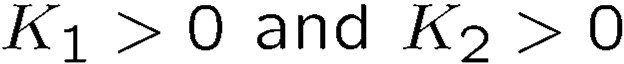 K₁ > 0 and K₂ > 0